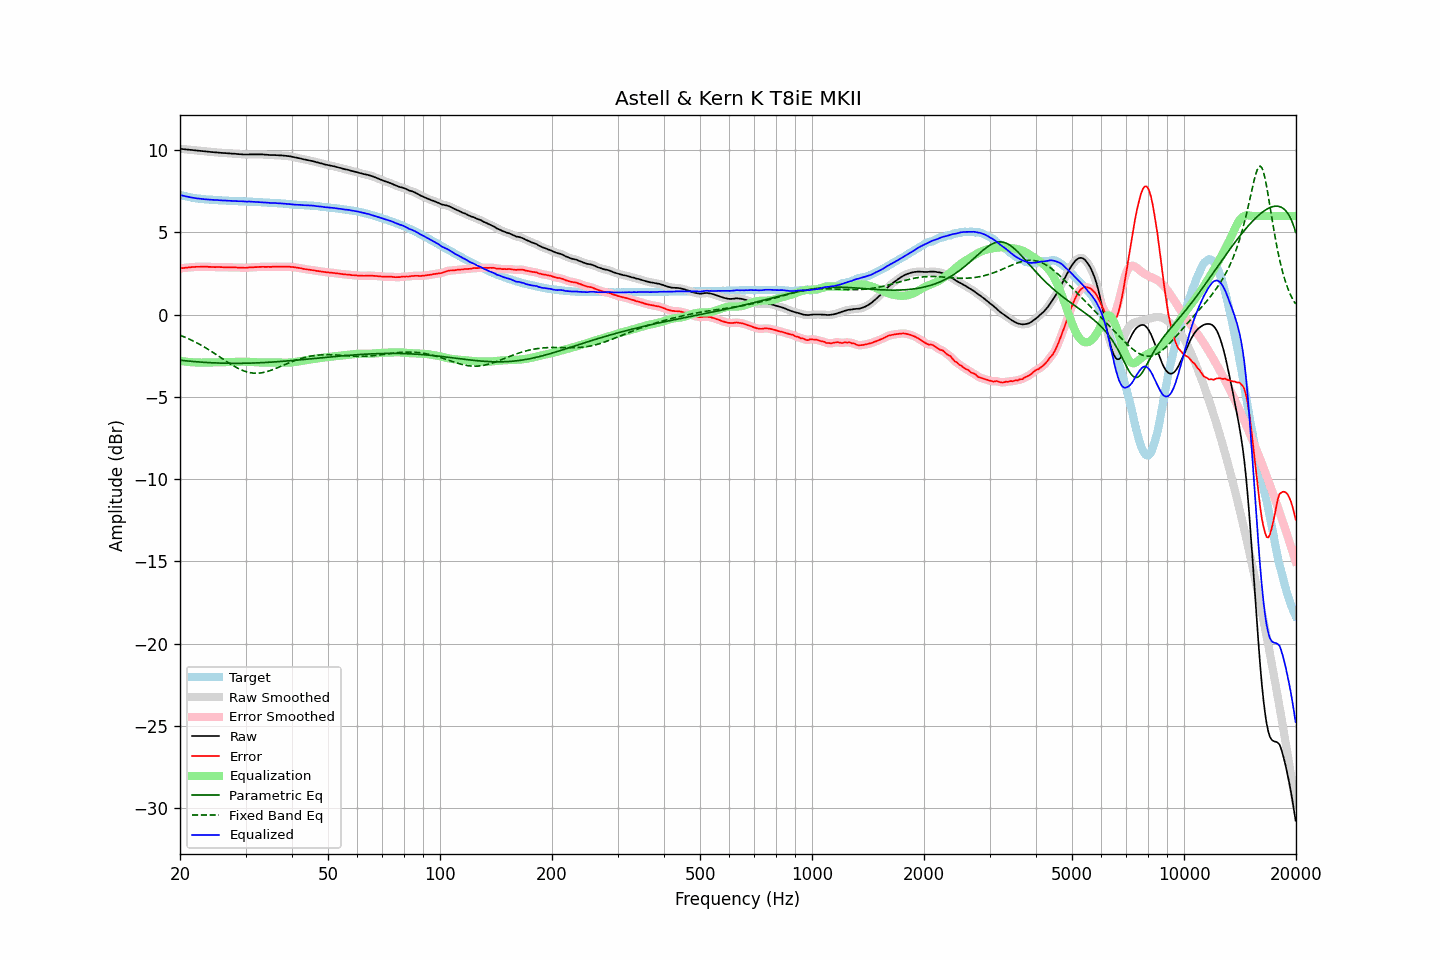 Astell & Kern K T8iE MKII
10
5
0
−5
−10
−15
−20
−25
−30
Amplitude (dBr)
Target
Raw Smoothed
Error Smoothed
Raw
Error
Equalization
Parametric Eq
Fixed Band Eq
Equalized
20 50 100 200 500 1000 2000 5000 10000 20000
Frequency (Hz)